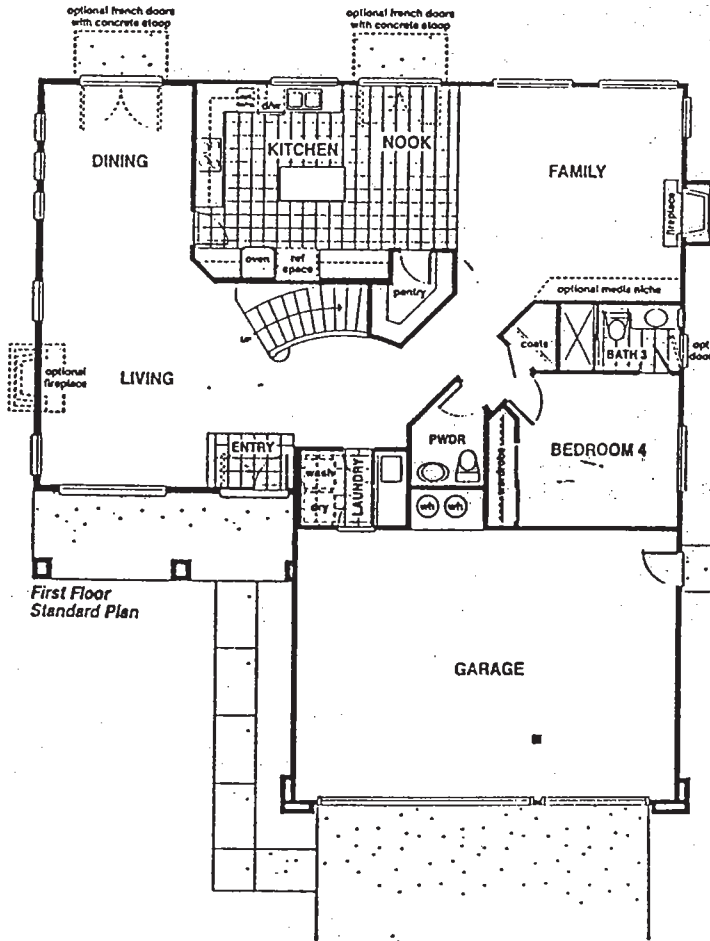 optional french doors
with concrete stoop
optional french doors
with concrete stoop
d/w
KITCHEN
NOOK
DINING
FAMILY
fireplace
oven
ref
space
pantry
optional media niche
UP
coats
BATH 3
opt
door
optional
fireplace
LIVING
ENTRY
PWDR
BEDROOM 4
wash
dry
LAUNDRY
wardrobe
wh
wh
First Floor
Standard Plan
GARAGE